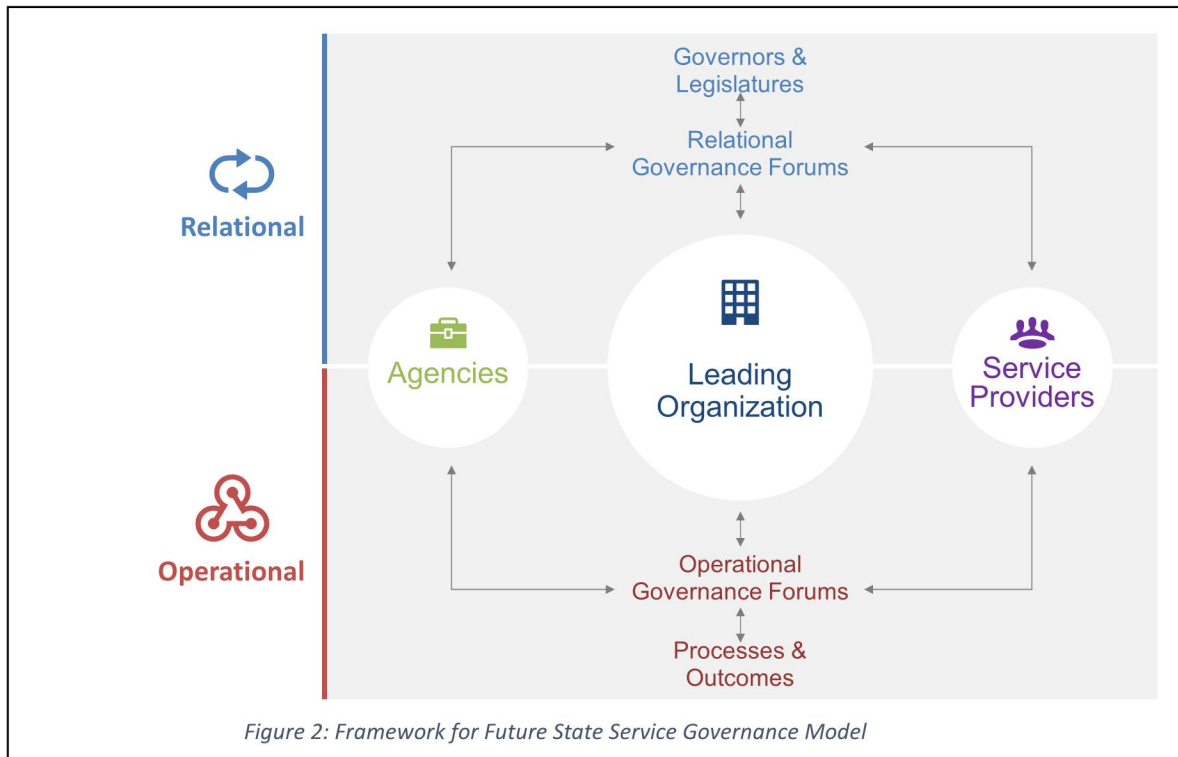 Governors &
Legislatures
Relational
Governance Forums
Relational
Agencies
Leading
Organization
Service
Providers
Operational
Operational
Governance Forums
Processes &
Outcomes
Figure 2: Framework for Future State Service Governance Model